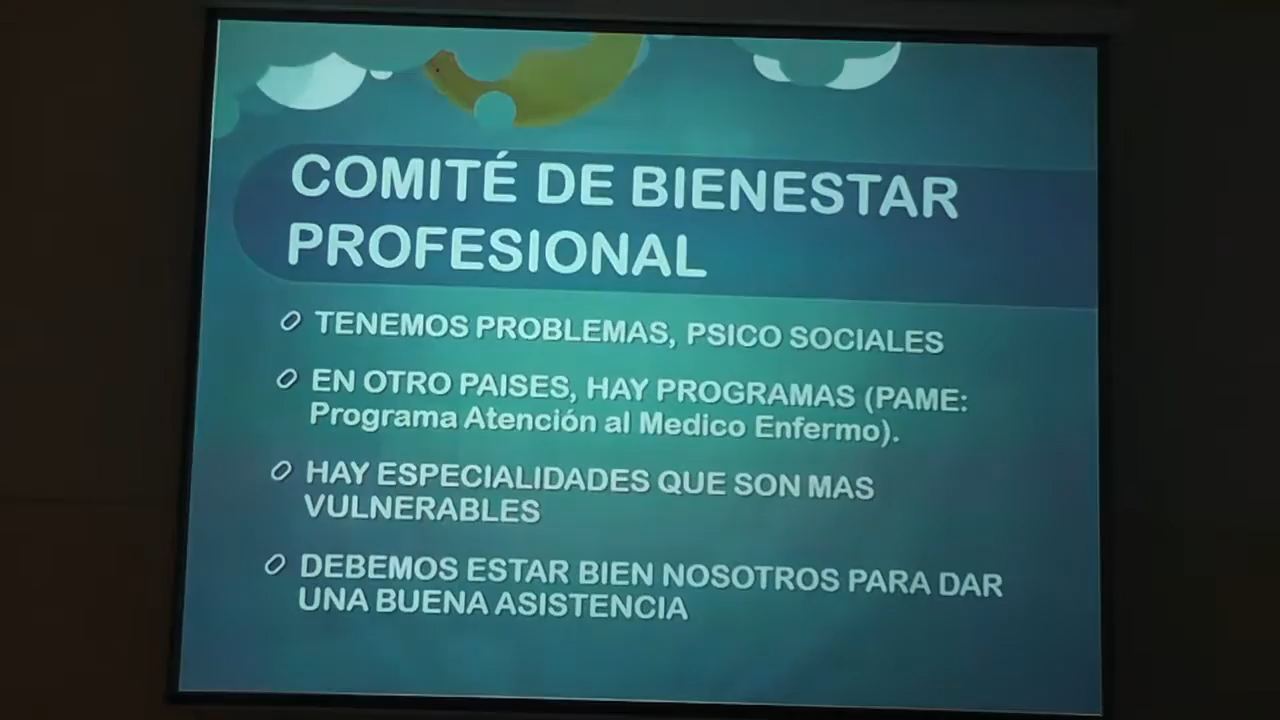 COMITÉ DE BIENESTAR
PROFESIONAL
TENEMOS PROBLEMAS, PSICO SOCIALES
EN OTRO PAISES, HAY PROGRAMAS (PAME:
Programa Atención al Medico Enfermo).
HAY ESPECIALIDADES QUE SON MAS
VULNERABLES
DEBEMOS ESTAR BIEN NOSOTROS PARA DAR
UNA BUENA ASISTENCIA